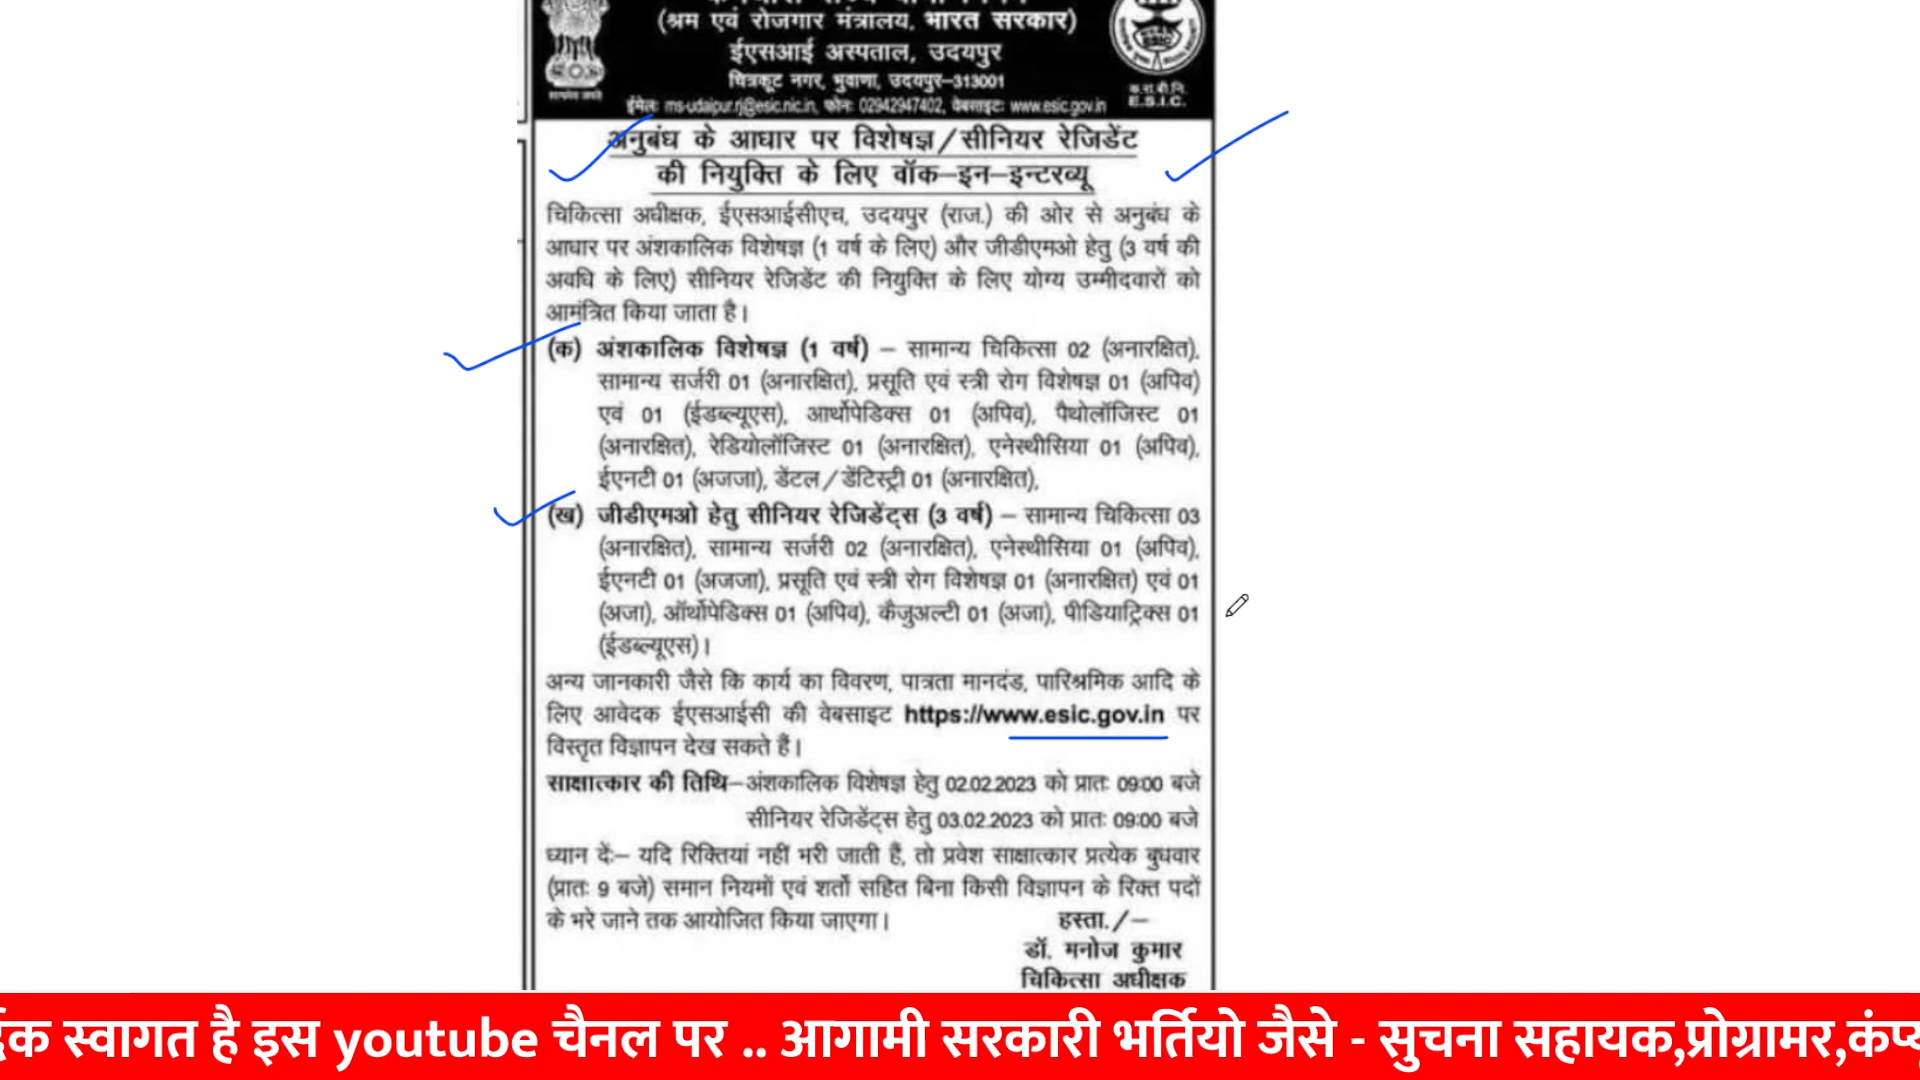 (श्रम एवं रोजगार मंत्रालय, भारत सरकार)
ईएसआई अस्पताल, उदयपुर
चित्रकूट नगर, भुवाणा, उदयपुर–313001
ईमेलः ms-udaipur.rj@esic.nic.in, फोनः 02942947402, वेबसाइटः www.esic.gov.in
क.रा.बी.नि.
E.S.I.C.
अनुबंध के आधार पर विशेषज्ञ/सीनियर रेजिडेंट
की नियुक्ति के लिए वॉक–इन–इन्टरव्यू
चिकित्सा अधीक्षक, ईएसआईसीएच, उदयपुर (राज.) की ओर से अनुबंध के
आधार पर अंशकालिक विशेषज्ञ (1 वर्ष के लिए) और जीडीएमओ हेतु (3 वर्ष की
अवधि के लिए) सीनियर रेजिडेंट की नियुक्ति के लिए योग्य उम्मीदवारों को
आमंत्रित किया जाता है।
(क) अंशकालिक विशेषज्ञ (1 वर्ष) – सामान्य चिकित्सा 02 (अनारक्षित),
सामान्य सर्जरी 01 (अनारक्षित), प्रसूति एवं स्त्री रोग विशेषज्ञ 01 (अपिव)
एवं 01 (ईडब्ल्यूएस), आर्थोपेडिक्स 01 (अपिव), पैथोलॉजिस्ट 01
(अनारक्षित), रेडियोलॉजिस्ट 01 (अनारक्षित), एनेस्थीसिया 01 (अपिव),
ईएनटी 01 (अजजा), डेंटल/डेंटिस्ट्री 01 (अनारक्षित),
(ख) जीडीएमओ हेतु सीनियर रेजिडेंट्स (3 वर्ष) – सामान्य चिकित्सा 03
(अनारक्षित), सामान्य सर्जरी 02 (अनारक्षित), एनेस्थीसिया 01 (अपिव),
ईएनटी 01 (अजजा), प्रसूति एवं स्त्री रोग विशेषज्ञ 01 (अनारक्षित) एवं 01
(अजा), ऑर्थोपेडिक्स 01 (अपिव), कैजुअल्टी 01 (अजा), पीडियाट्रिक्स 01
(ईडब्ल्यूएस)।
अन्य जानकारी जैसे कि कार्य का विवरण, पात्रता मानदंड, पारिश्रमिक आदि के
लिए आवेदक ईएसआईसी की वेबसाइट https://www.esic.gov.in पर
विस्तृत विज्ञापन देख सकते हैं।
साक्षात्कार की तिथि–अंशकालिक विशेषज्ञ हेतु 02.02.2023 को प्रातः 09:00 बजे
सीनियर रेजिडेंट्स हेतु 03.02.2023 को प्रातः 09:00 बजे
ध्यान दें:– यदि रिक्तियां नहीं भरी जाती हैं, तो प्रवेश साक्षात्कार प्रत्येक बुधवार
(प्रातः 9 बजे) समान नियमों एवं शर्तों सहित बिना किसी विज्ञापन के रिक्त पदों
के भरे जाने तक आयोजित किया जाएगा।
हस्ता./–
डॉ. मनोज कुमार
चिकित्सा अधीक्षक
स्वागत है इस youtube चैनल पर .. आगामी सरकारी भर्तियो जैसे - सुचना सहायक,प्रोग्रामर,